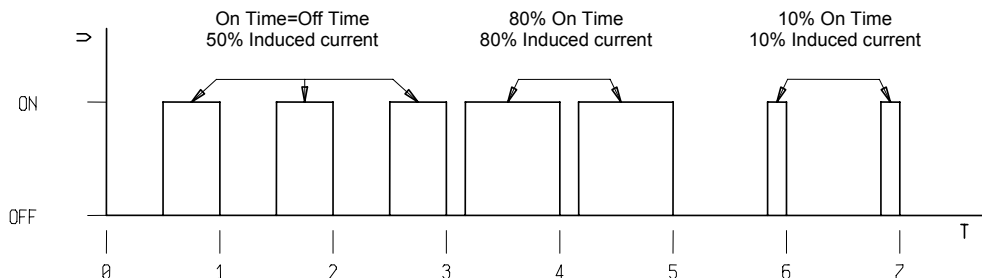 On Time=Off Time
50% Induced current
80% On Time
80% Induced current
10% On Time
10% Induced current
U
ON
OFF
T
0 1 2 3 4 5 6 7